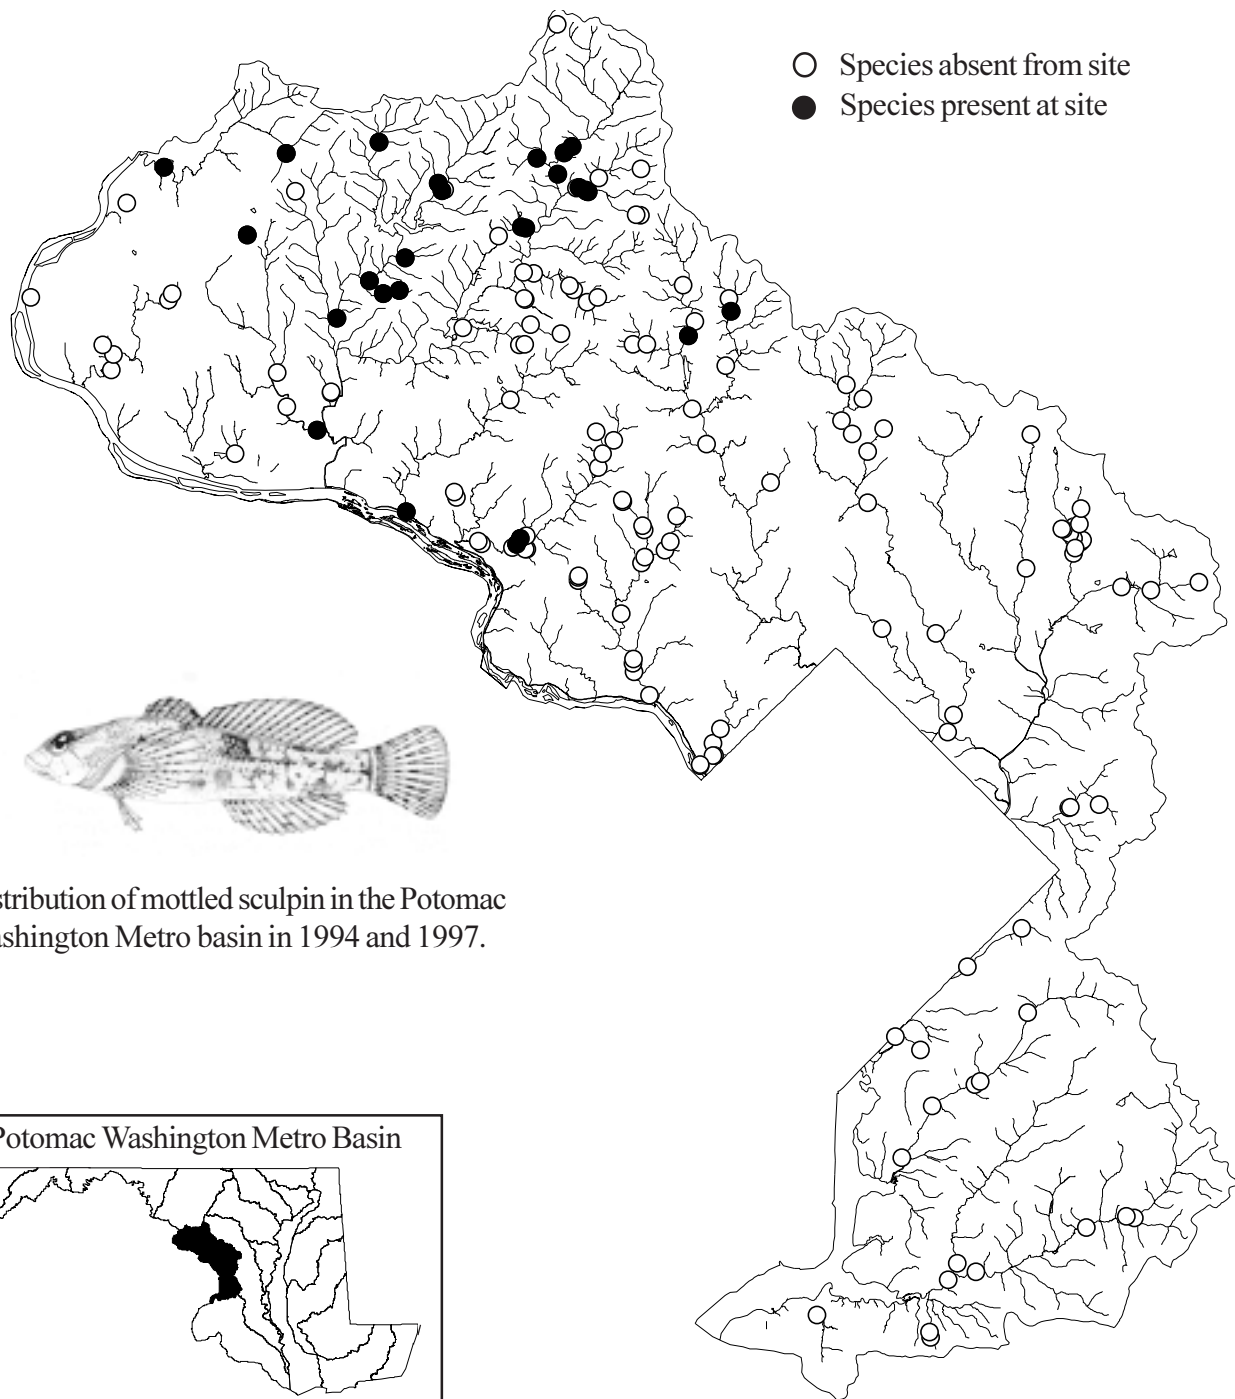 Species absent from site
Species present at site
stribution of mottled sculpin in the Potomac
ashington Metro basin in 1994 and 1997.
Potomac Washington Metro Basin